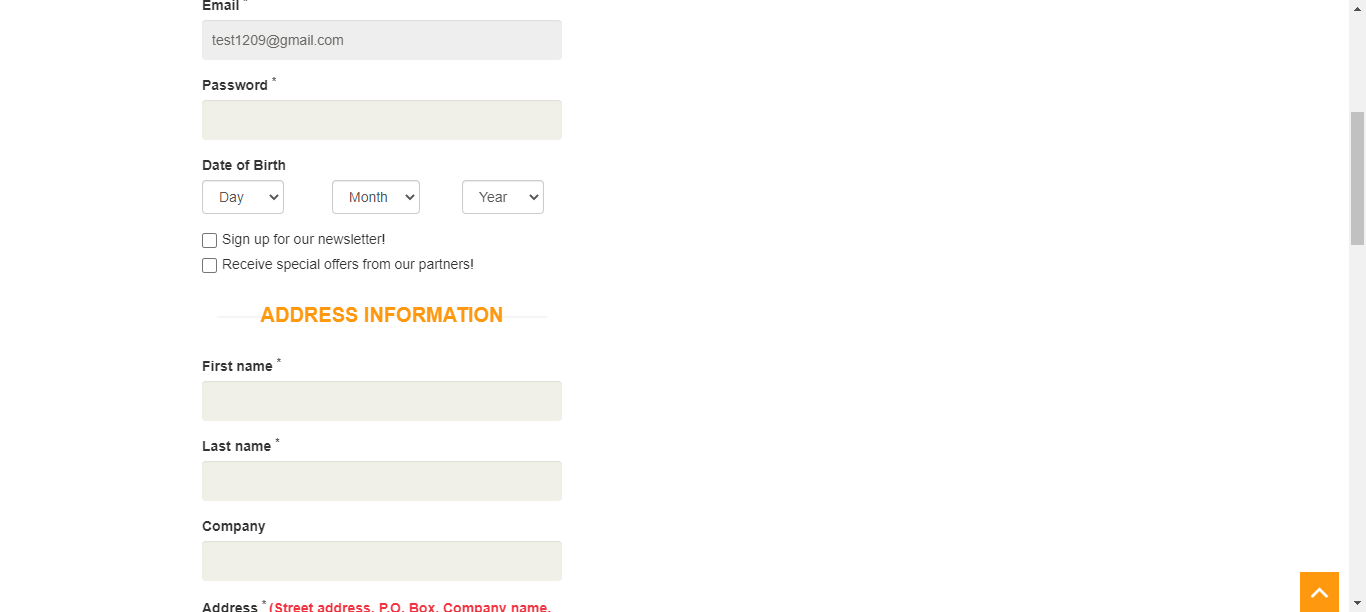 Email *
test1209@gmail.com
Password *
Date of Birth
Day Month Year
Sign up for our newsletter!
Receive special offers from our partners!
ADDRESS INFORMATION
First name *
Last name *
Company
Address * (Street address, P.O. Box, Company name,